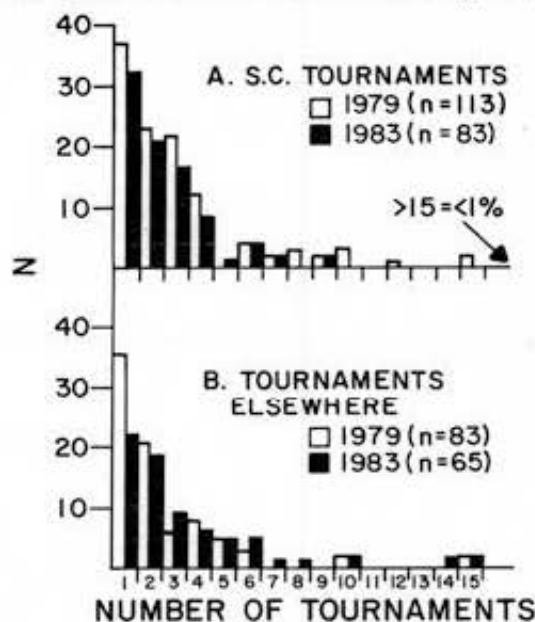 40
30
20
10
A. S.C. TOURNAMENTS
1979 (n=113)
1983 (n=83)
>15=<1%
N
40
30
20
10
B. TOURNAMENTS
ELSEWHERE
1979 (n=83)
1983 (n=65)
1 2 3 4 5 6 7 8 9 10 11 12 13 14 15
NUMBER OF TOURNAMENTS